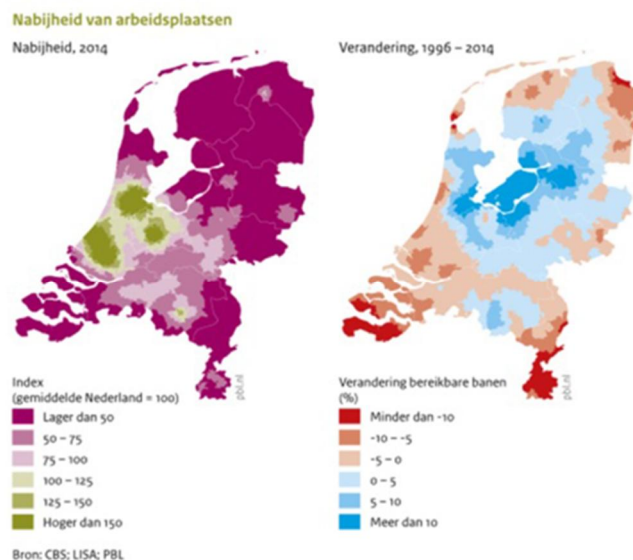 Nabijheid van arbeidsplaatsen
Nabijheid, 2014
Verandering, 1996 – 2014
pbl.nl
pbl.nl
Index
(gemiddelde Nederland = 100)
Lager dan 50
50 – 75
75 – 100
100 – 125
125 – 150
Hoger dan 150
Verandering bereikbare banen
(%)
Minder dan -10
-10 – -5
-5 – 0
0 – 5
5 – 10
Meer dan 10
Bron: CBS; LISA; PBL